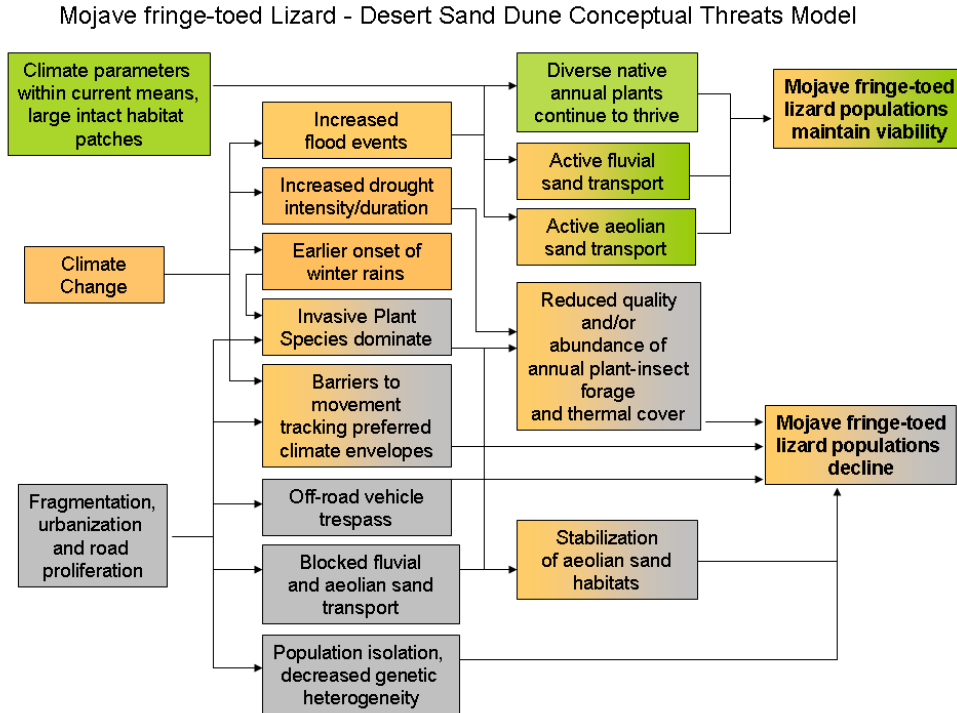 Mojave fringe-toed Lizard - Desert Sand Dune Conceptual Threats Model
Climate parameters
within current means,
large intact habitat
patches
Climate
Change
Fragmentation,
urbanization
and road
proliferation
Increased
flood events
Increased drought
intensity/duration
Earlier onset of
winter rains
Invasive Plant
Species dominate
Barriers to
movement
tracking preferred
climate envelopes
Off-road vehicle
trespass
Blocked fluvial
and aeolian sand
transport
Population isolation,
decreased genetic
heterogeneity
Diverse native
annual plants
continue to thrive
Active fluvial
sand transport
Active aeolian
sand transport
Reduced quality
and/or
abundance of
annual plant-insect
forage
and thermal cover
Stabilization
of aeolian sand
habitats
Mojave fringe-toed
lizard populations
maintain viability
Mojave fringe-toed
lizard populations
decline